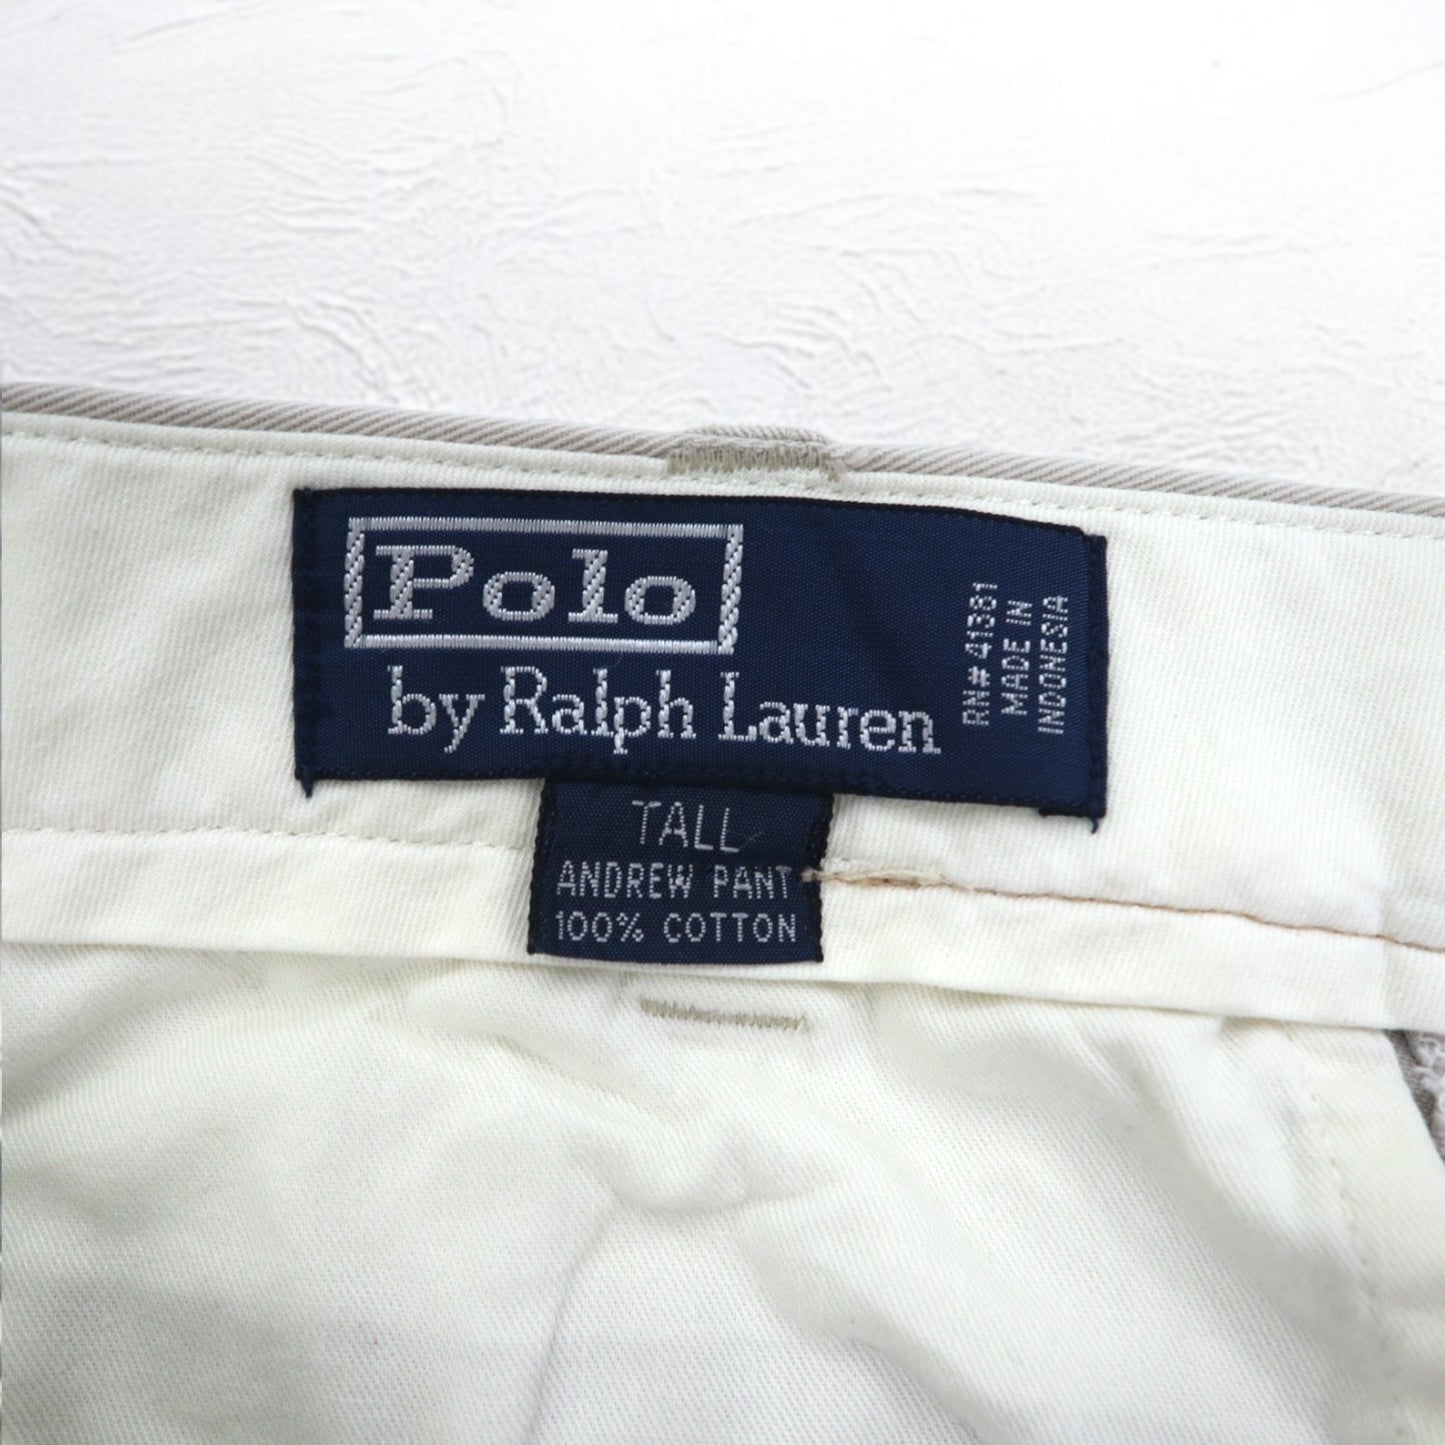 Polo
by Ralph Lauren
RN# 41381
MADE IN
INDONESIA
TALL
ANDREW PANT
100% COTTON